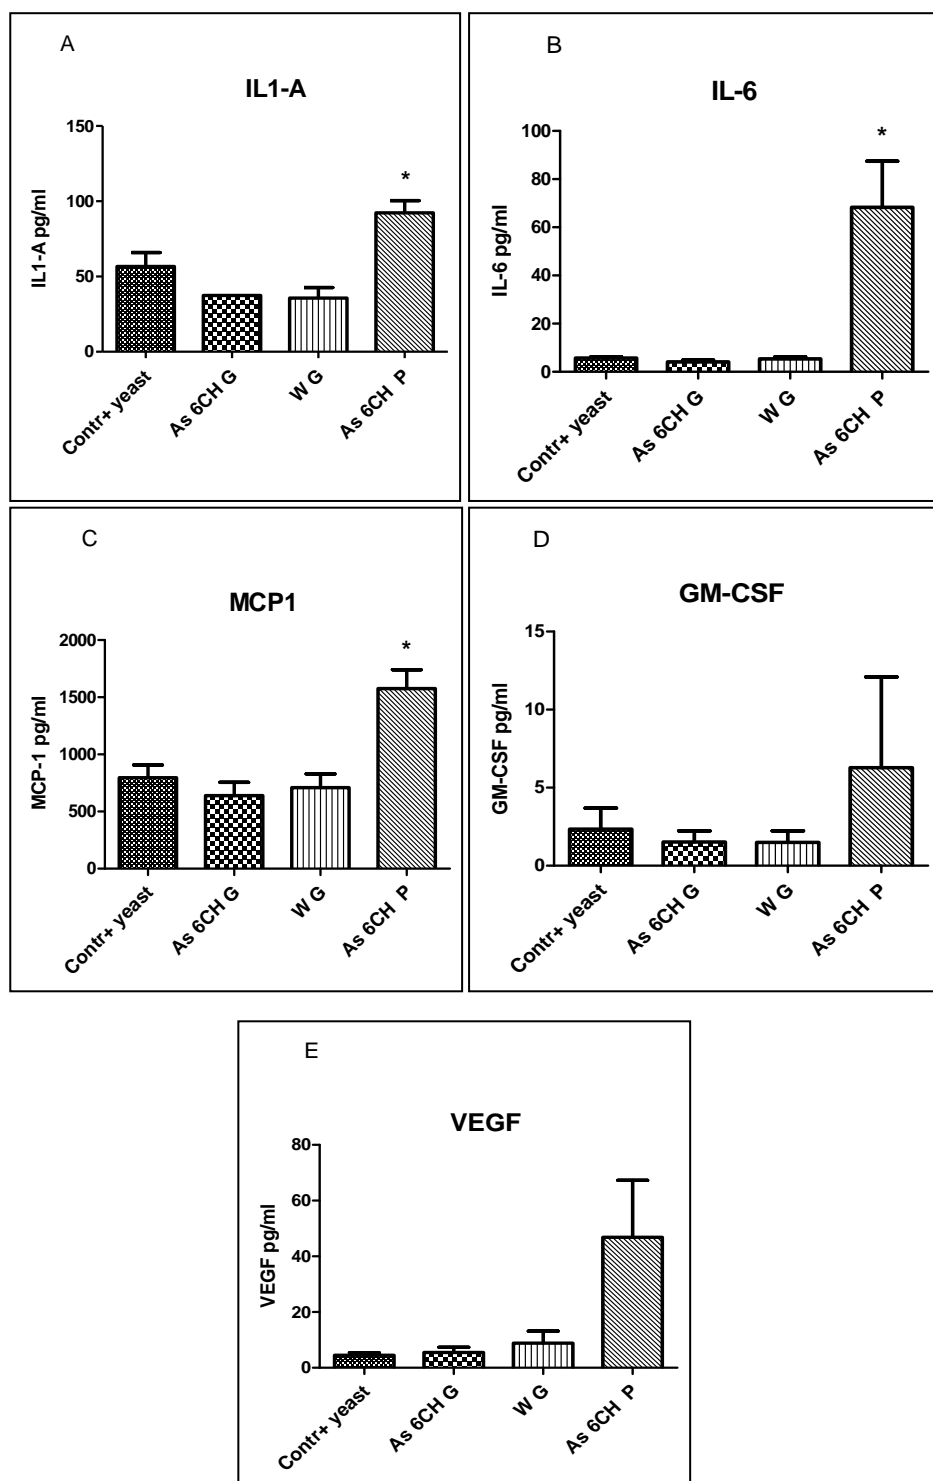 A
IL1-A
150
100
50
0
IL1-A pg/ml
*
Contr+ yeast
As 6CH G
W G
As 6CH P
B
IL-6
100
80
60
40
20
0
IL-6 pg/ml
*
Contr+ yeast
As 6CH G
W G
As 6CH P
C
MCP1
2000
1500
1000
500
0
MCP-1 pg/ml
*
Contr+ yeast
As 6CH G
W G
As 6CH P
D
GM-CSF
15
10
5
0
GM-CSF pg/ml
Contr+ yeast
As 6CH G
W G
As 6CH P
E
VEGF
80
60
40
20
0
VEGF pg/ml
Contr+ yeast
As 6CH G
W G
As 6CH P